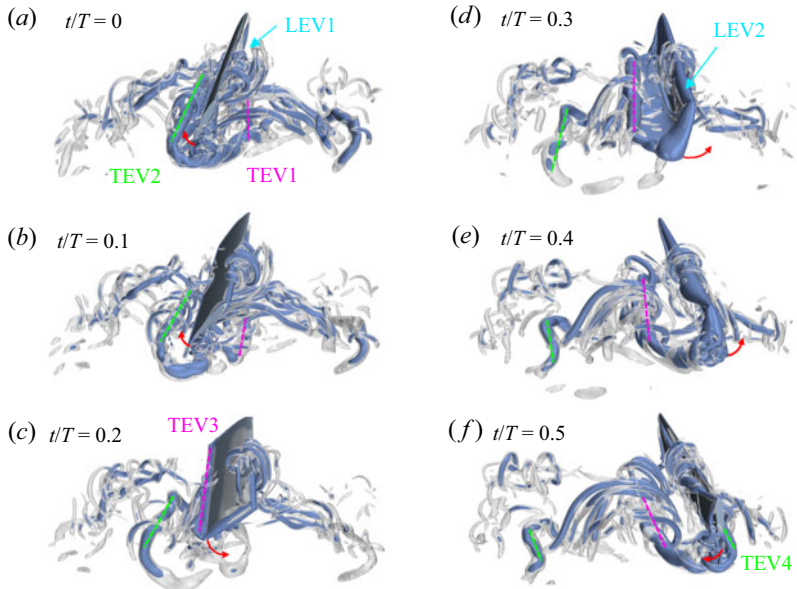 (a) t/T = 0
LEV1
TEV2
TEV1
(b) t/T = 0.1
(c) t/T = 0.2
TEV3
(d) t/T = 0.3
LEV2
(e) t/T = 0.4
(f) t/T = 0.5
TEV4